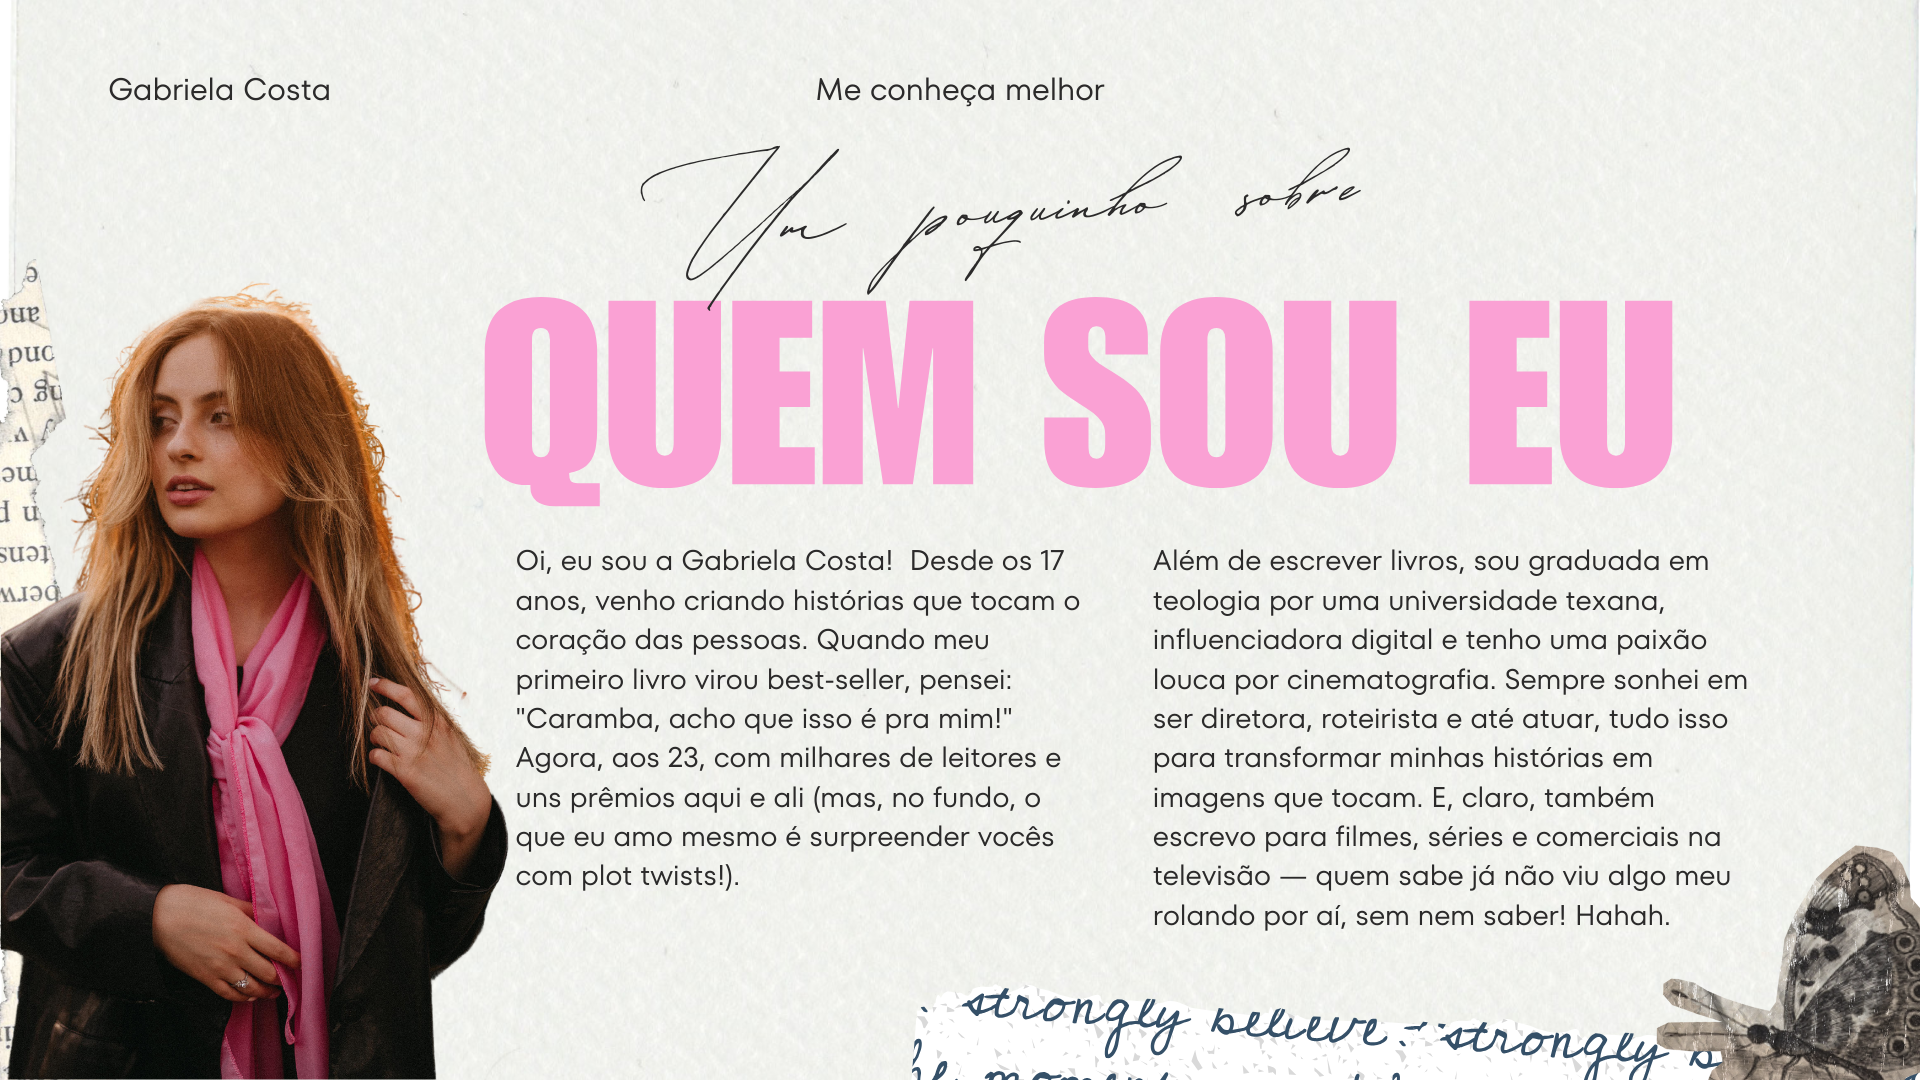 Gabriela Costa
Me conheça melhor
Um pouquinho sobre
QUEM SOU EU
Oi, eu sou a Gabriela Costa!  Desde os 17
anos, venho criando histórias que tocam o
coração das pessoas. Quando meu
primeiro livro virou best-seller, pensei:
"Caramba, acho que isso é pra mim!"
Agora, aos 23, com milhares de leitores e
uns prêmios aqui e ali (mas, no fundo, o
que eu amo mesmo é surpreender vocês
com plot twists!).
Além de escrever livros, sou graduada em
teologia por uma universidade texana,
influenciadora digital e tenho uma paixão
louca por cinematografia. Sempre sonhei em
ser diretora, roteirista e até atuar, tudo isso
para transformar minhas histórias em
imagens que tocam. E, claro, também
escrevo para filmes, séries e comerciais na
televisão — quem sabe já não viu algo meu
rolando por aí, sem nem saber! Hahah.
strongly believe strongly b